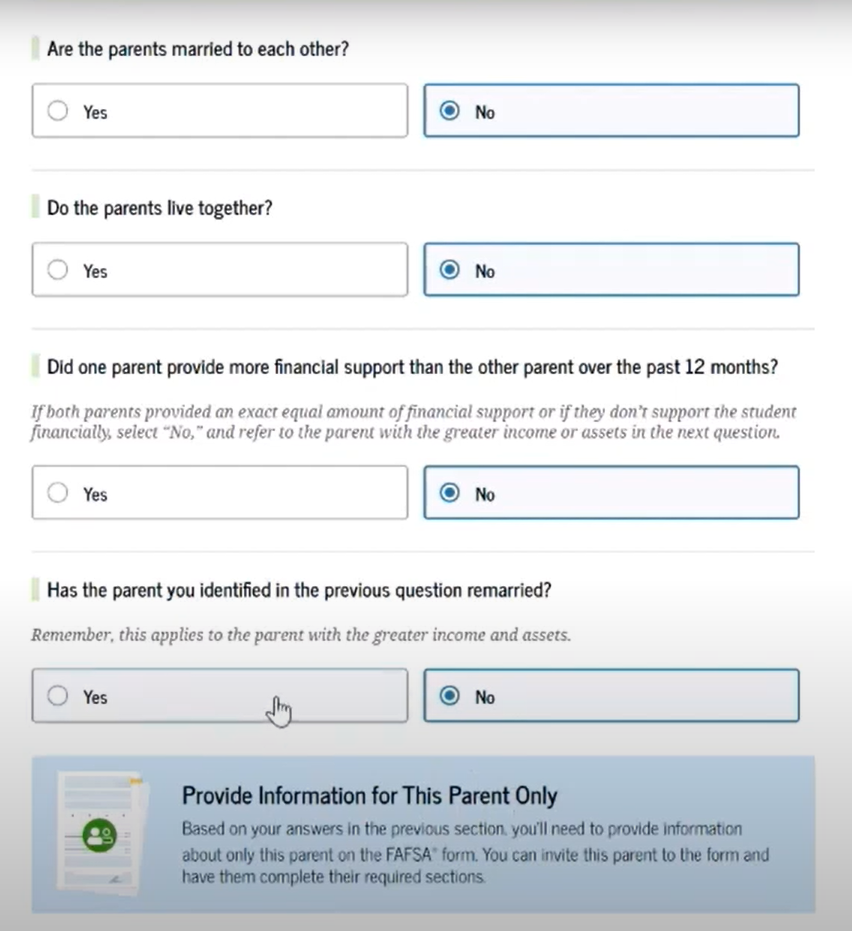 Are the parents married to each other?
Yes
No
Do the parents live together?
Yes
No
Did one parent provide more financial support than the other parent over the past 12 months?
If both parents provided an exact equal amount of financial support or if they don't support the student
financially, select "No," and refer to the parent with the greater income or assets in the next question.
Yes
No
Has the parent you identified in the previous question remarried?
Remember, this applies to the parent with the greater income and assets.
Yes
No
Provide Information for This Parent Only
Based on your answers in the previous section, you'll need to provide information
about only this parent on the FAFSA® form. You can invite this parent to the form and
have them complete their required sections.